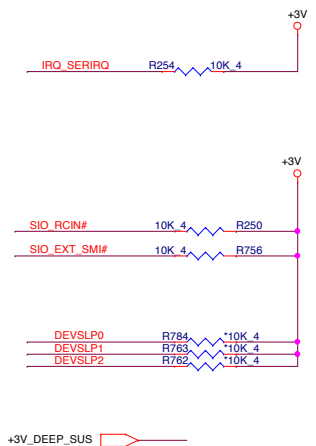 +3V
IRQ_SERIRQ R254 10K_4
+3V
SIO_RCIN# 10K_4 R250
SIO_EXT_SMI# 10K_4 R756
DEVSLP0 R784 *10K_4
DEVSLP1 R763 *10K_4
DEVSLP2 R762 *10K_4
+3V_DEEP_SUS